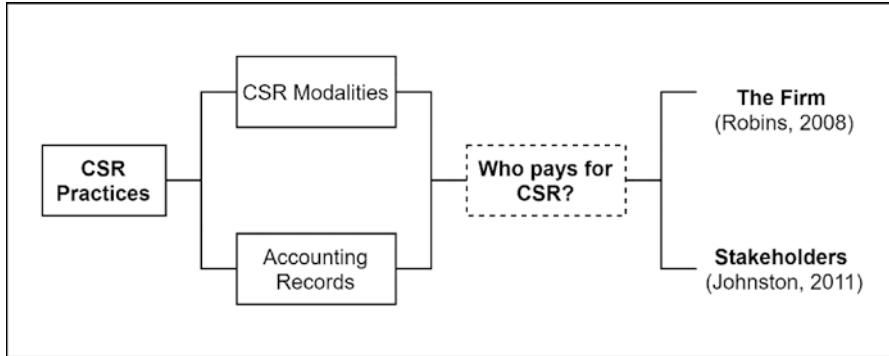 CSR
Practices
CSR Modalities
Accounting
Records
Who pays for
CSR?
The Firm
(Robins, 2008)
Stakeholders
(Johnston, 2011)